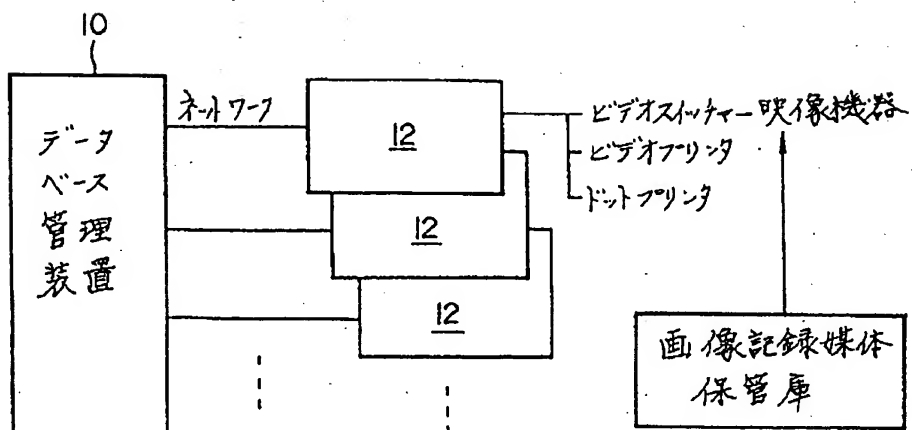 10
データ
ベース
管理
装置
ネットワーク
12
12
12
ビデオスイッチャー映像機器
ビデオプリンタ
ドットプリンタ
画像記録媒体
保管庫